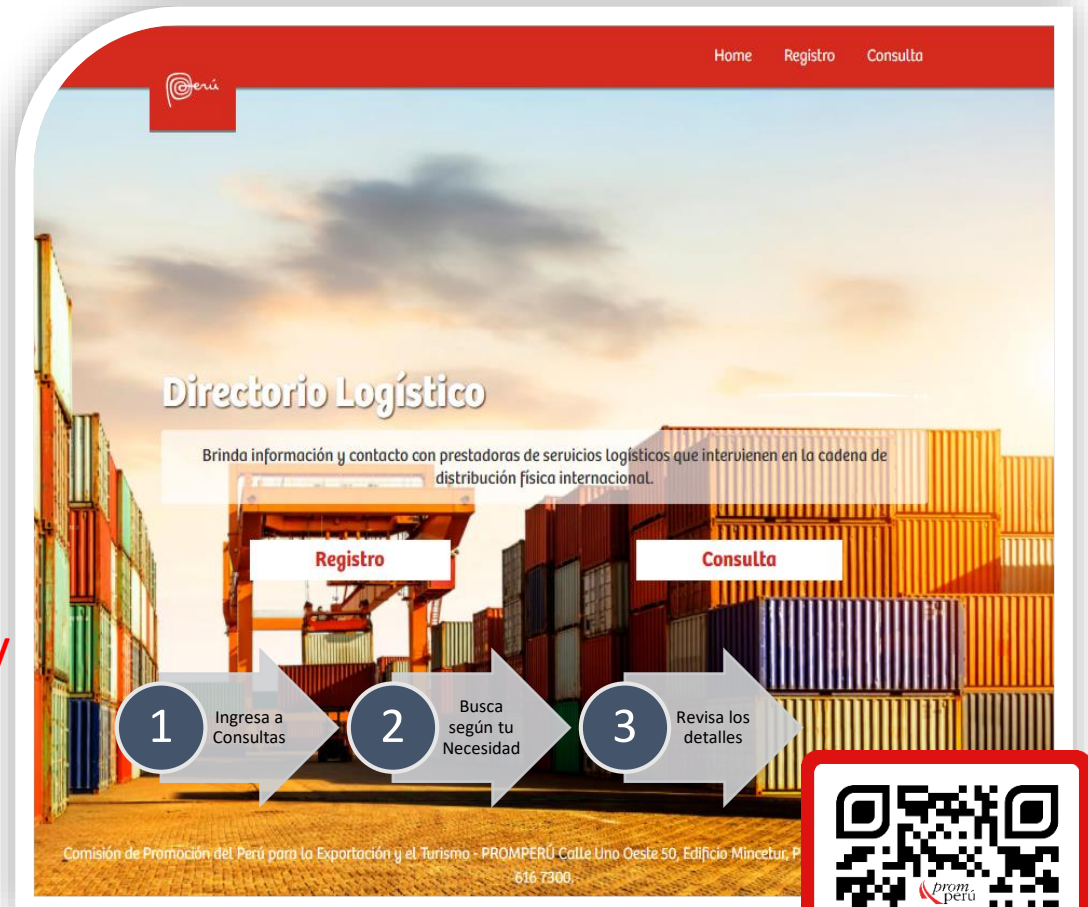 Home Registro Consulta
Perú
Directorio Logístico
Brinda información y contacto con prestadoras de servicios logísticos que intervienen en la cadena de
distribución física internacional.
Registro Consulta
1 Ingresa a
Consultas
2 Busca
según tu
Necesidad
3 Revisa los
detalles
Comisión de Promoción del Perú para la Exportación y el Turismo - PROMPERÚ Calle Uno Oeste 50, Edificio Mincetur,
616 7300.
prom
perú